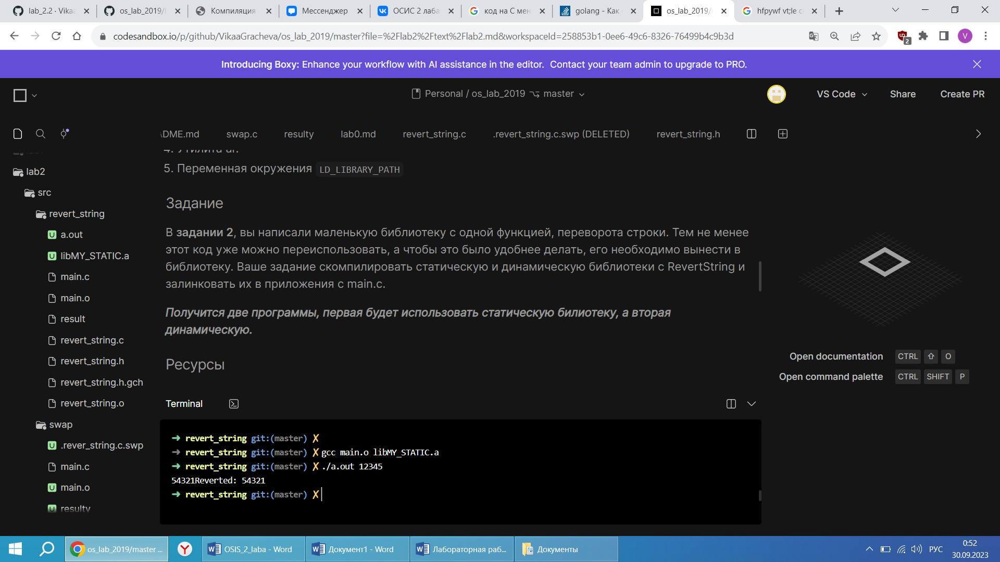 lab_2.2 · Vikaa
os_lab_2019/l
Компиляция
Мессенджер
ОСИС 2 лаба
код на С мен
golang - Как
os_lab_2019/
hfpywf vt;le c
codesandbox.io/p/github/VikaaGracheva/os_lab_2019/master?file=%2Flab2%2Ftext%2Flab2.md&workspaceId=258853b1-0ee6-49c6-8326-76499b4c9b3d
2
V
Introducing Boxy: Enhance your workflow with AI assistance in the editor. Contact your team admin to upgrade to PRO.
Personal / os_lab_2019 master
VS Code
Share
Create PR
ADME.md
swap.c
resulty
lab0.md
revert_string.c
.revert_string.c.swp (DELETED)
revert_string.h
lab2
src
revert_string
U a.out
U libMY_STATIC.a
main.c
main.o
result
revert_string.c
revert_string.h
revert_string.h.gch
revert_string.o
swap
U .rever_string.c.swp
main.c
U main.o
U resulty
4. Утилита ar.
5. Переменная окружения LD_LIBRARY_PATH
Задание
В задании 2, вы написали маленькую библиотеку с одной функцией, переворота строки. Тем не менее
этот код уже можно переиспользовать, а чтобы это было удобнее делать, его необходимо вынести в
библиотеку. Ваше задание скомпилировать статическую и динамическую библиотеки с RevertString и
залинковать их в приложения с main.c.
Получится две программы, первая будет использовать статическую билиотеку, а вторая
динамическую.
Ресурсы
Open documentation CTRL ⇧ O
Open command palette CTRL SHIFT P
Terminal
➜ revert_string git:(master) ✗
➜ revert_string git:(master) ✗ gcc main.o libMY_STATIC.a
➜ revert_string git:(master) ✗ ./a.out 12345
54321Reverted: 54321
➜ revert_string git:(master) ✗
os_lab_2019/master ...
OSIS_2_laba - Word
Документ1 - Word
Лабораторная раб...
Документы
РУС
0:52
30.09.2023